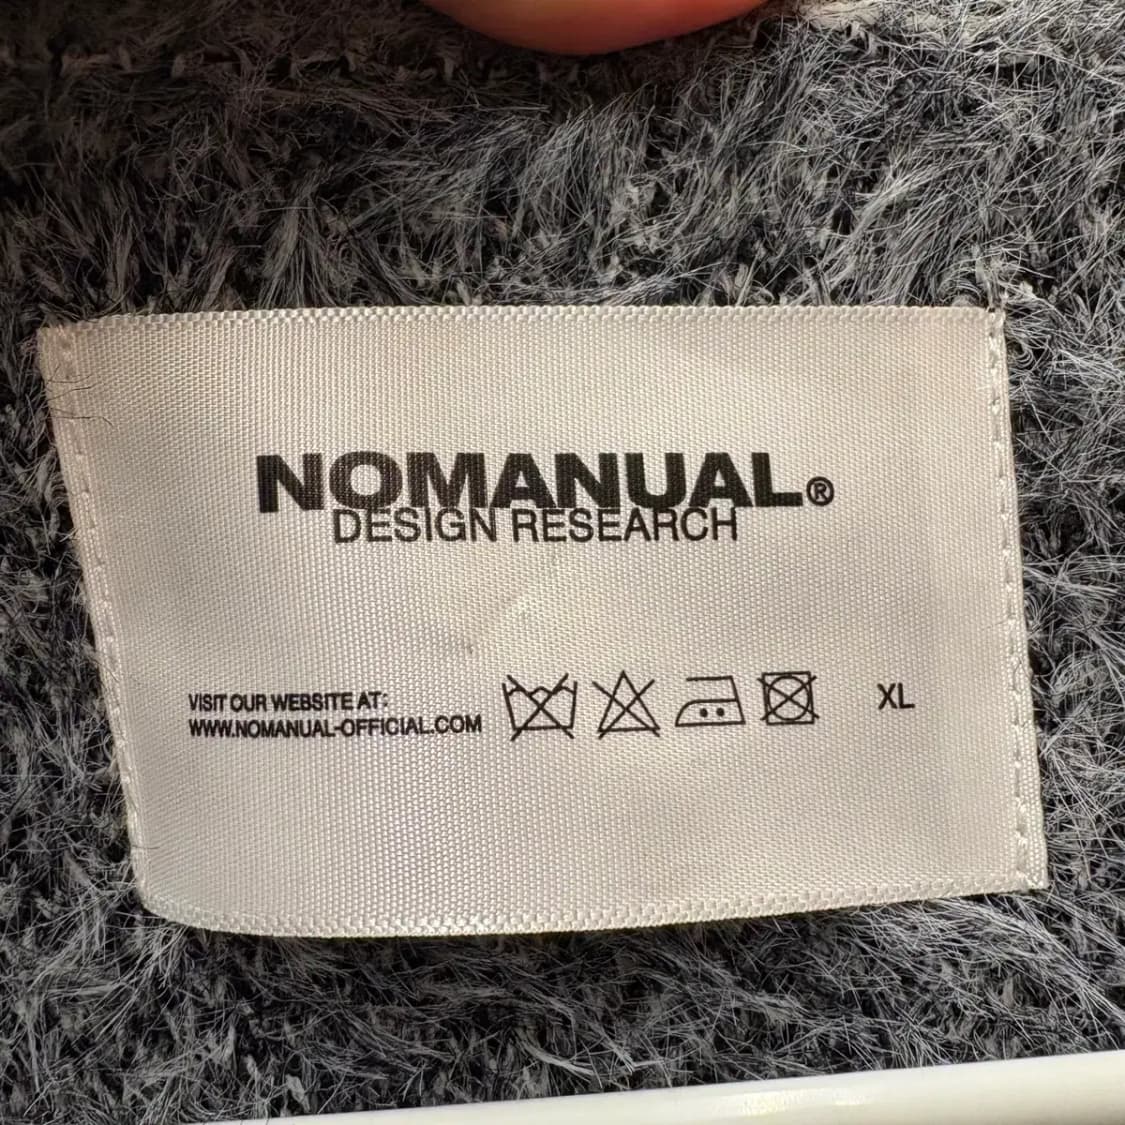 NOMANUAL®
DESIGN RESEARCH
VISIT OUR WEBSITE AT:
WWW.NOMANUAL-OFFICIAL.COM
XL